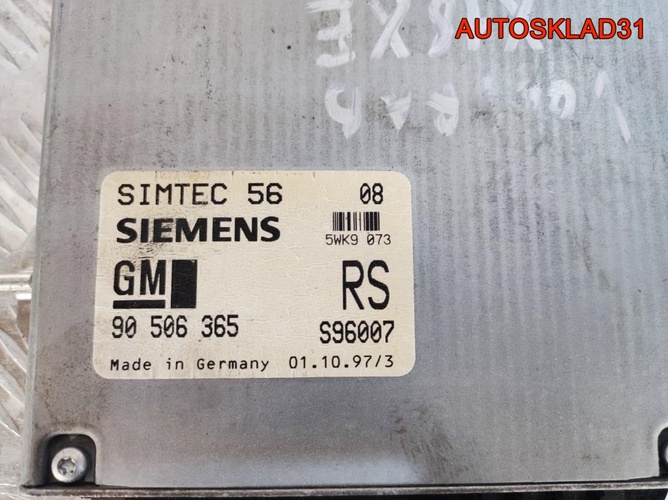 AUTOSKLAD31
SIMTEC 56 08
SIEMENS
5WK9 073
GM RS
90 506 365 S96007
Made in Germany 01.10.97/3